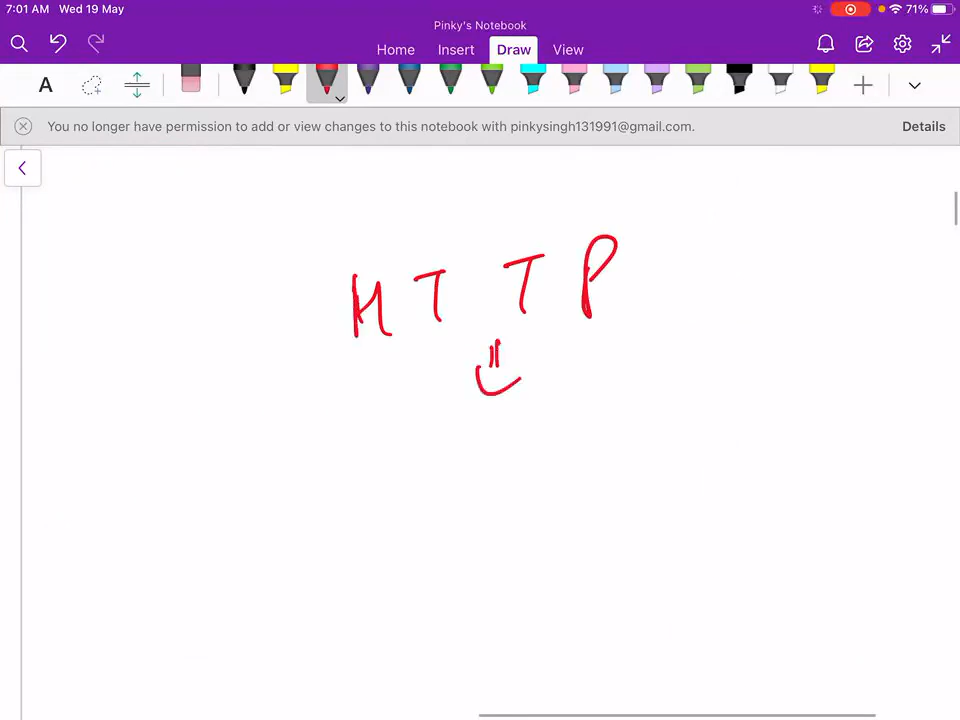 7:01 AM Wed 19 May 71%
Pinky's Notebook
Home Insert Draw View
A
You no longer have permission to add or view changes to this notebook with pinkysingh131991@gmail.com. Details
HTTP